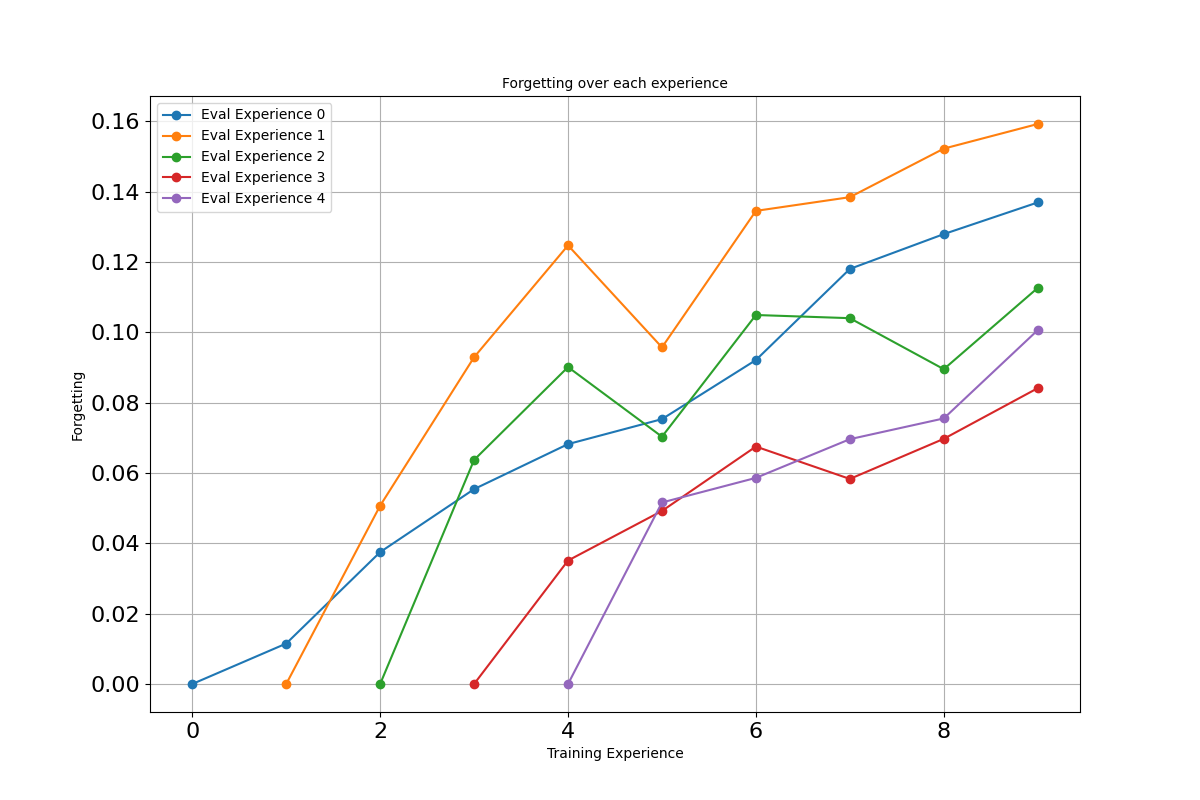 Forgetting over each experience
Eval Experience 0
Eval Experience 1
Eval Experience 2
Eval Experience 3
Eval Experience 4
0.16
0.14
0.12
0.10
0.08
0.06
0.04
0.02
0.00
Forgetting
0 2 4 6 8
Training Experience